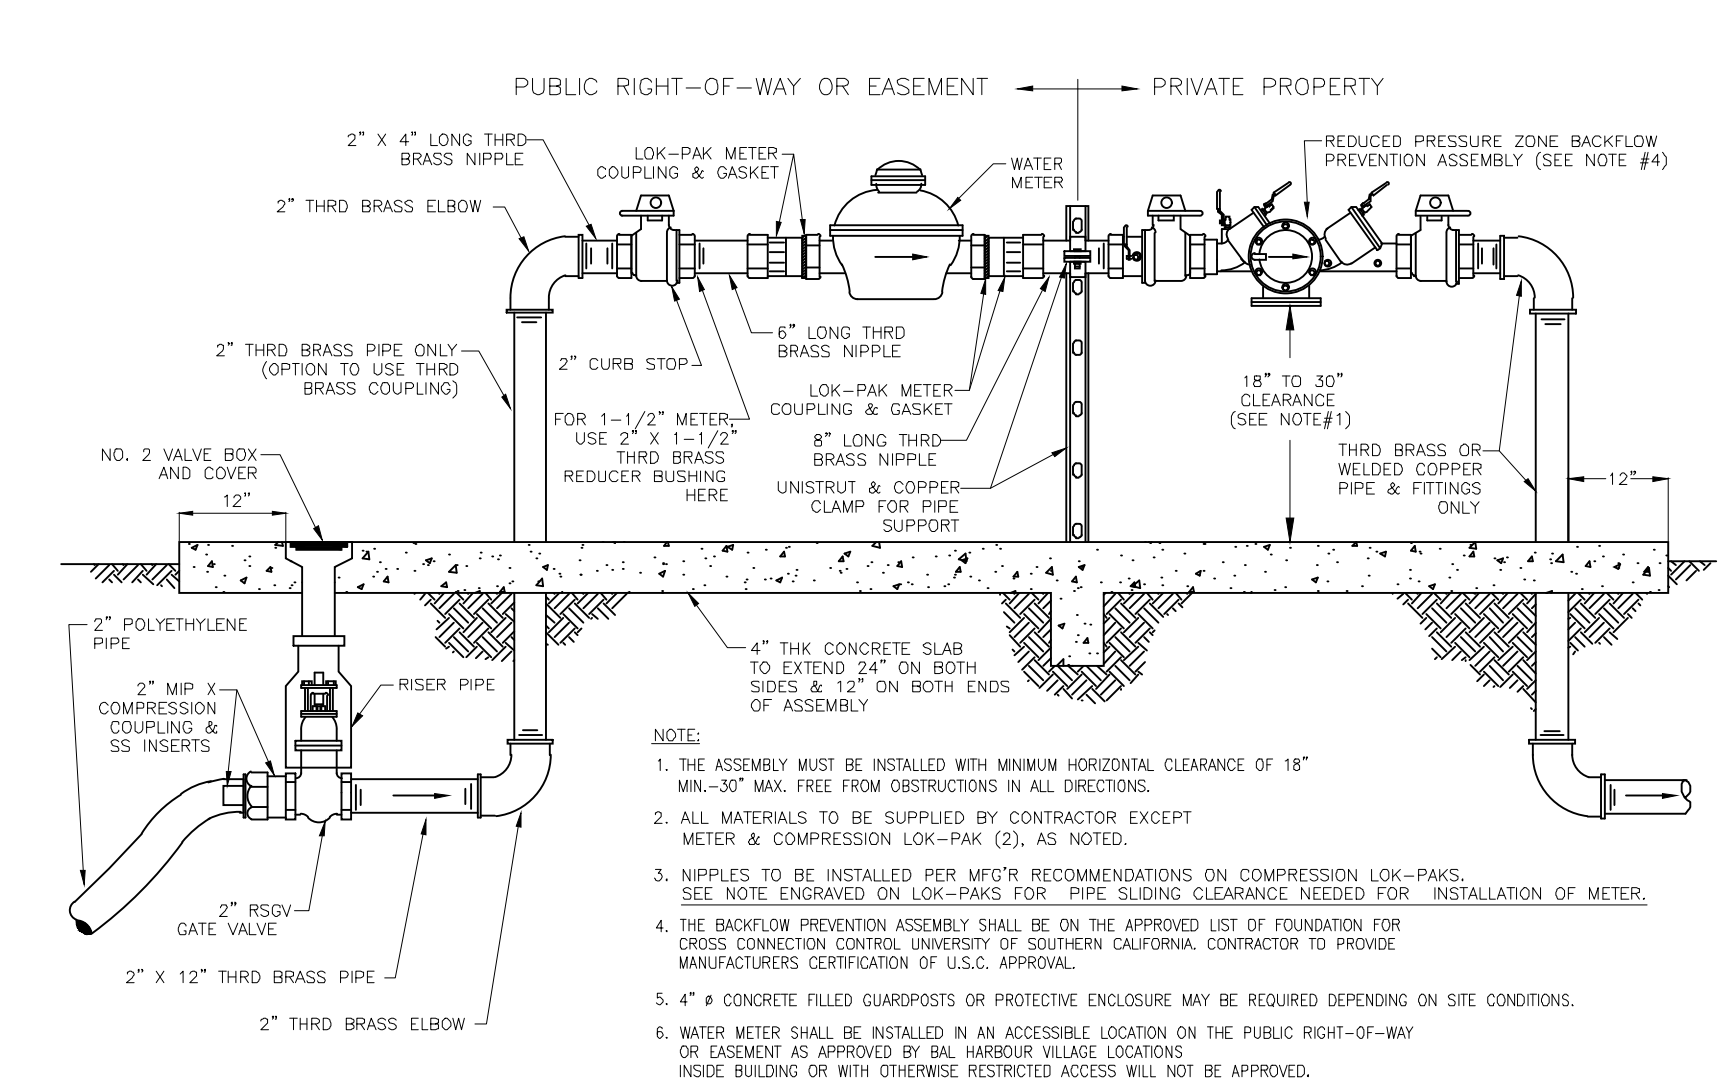 PUBLIC RIGHT-OF-WAY OR EASEMENT
PRIVATE PROPERTY
2" X 4" LONG THRD
BRASS NIPPLE
LOK-PAK METER
COUPLING & GASKET
WATER
METER
REDUCED PRESSURE ZONE BACKFLOW
PREVENTION ASSEMBLY (SEE NOTE #4)
2" THRD BRASS ELBOW
2" THRD BRASS PIPE ONLY
(OPTION TO USE THRD
BRASS COUPLING)
2" CURB STOP
6" LONG THRD
BRASS NIPPLE
LOK-PAK METER
COUPLING & GASKET
18" TO 30"
CLEARANCE
(SEE NOTE#1)
FOR 1-1/2" METER,
USE 2" X 1-1/2"
THRD BRASS
REDUCER BUSHING
HERE
8" LONG THRD
BRASS NIPPLE
UNISTRUT & COPPER
CLAMP FOR PIPE
SUPPORT
THRD BRASS OR
WELDED COPPER
PIPE & FITTINGS
ONLY
12"
NO. 2 VALVE BOX
AND COVER
12"
2" POLYETHYLENE
PIPE
2" MIP X
COMPRESSION
COUPLING &
SS INSERTS
RISER PIPE
4" THK CONCRETE SLAB
TO EXTEND 24" ON BOTH
SIDES & 12" ON BOTH ENDS
OF ASSEMBLY
2" RSGV
GATE VALVE
2" X 12" THRD BRASS PIPE
2" THRD BRASS ELBOW
NOTE:
1. THE ASSEMBLY MUST BE INSTALLED WITH MINIMUM HORIZONTAL CLEARANCE OF 18"
MIN.-30" MAX. FREE FROM OBSTRUCTIONS IN ALL DIRECTIONS.
2. ALL MATERIALS TO BE SUPPLIED BY CONTRACTOR EXCEPT
METER & COMPRESSION LOK-PAK (2), AS NOTED.
3. NIPPLES TO BE INSTALLED PER MFG'R RECOMMENDATIONS ON COMPRESSION LOK-PAKS.
SEE NOTE ENGRAVED ON LOK-PAKS FOR PIPE SLIDING CLEARANCE NEEDED FOR INSTALLATION OF METER.
4. THE BACKFLOW PREVENTION ASSEMBLY SHALL BE ON THE APPROVED LIST OF FOUNDATION FOR
CROSS CONNECTION CONTROL UNIVERSITY OF SOUTHERN CALIFORNIA. CONTRACTOR TO PROVIDE
MANUFACTURERS CERTIFICATION OF U.S.C. APPROVAL.
5. 4" ø CONCRETE FILLED GUARDPOSTS OR PROTECTIVE ENCLOSURE MAY BE REQUIRED DEPENDING ON SITE CONDITIONS.
6. WATER METER SHALL BE INSTALLED IN AN ACCESSIBLE LOCATION ON THE PUBLIC RIGHT-OF-WAY
OR EASEMENT AS APPROVED BY BAL HARBOUR VILLAGE LOCATIONS
INSIDE BUILDING OR WITH OTHERWISE RESTRICTED ACCESS WILL NOT BE APPROVED.